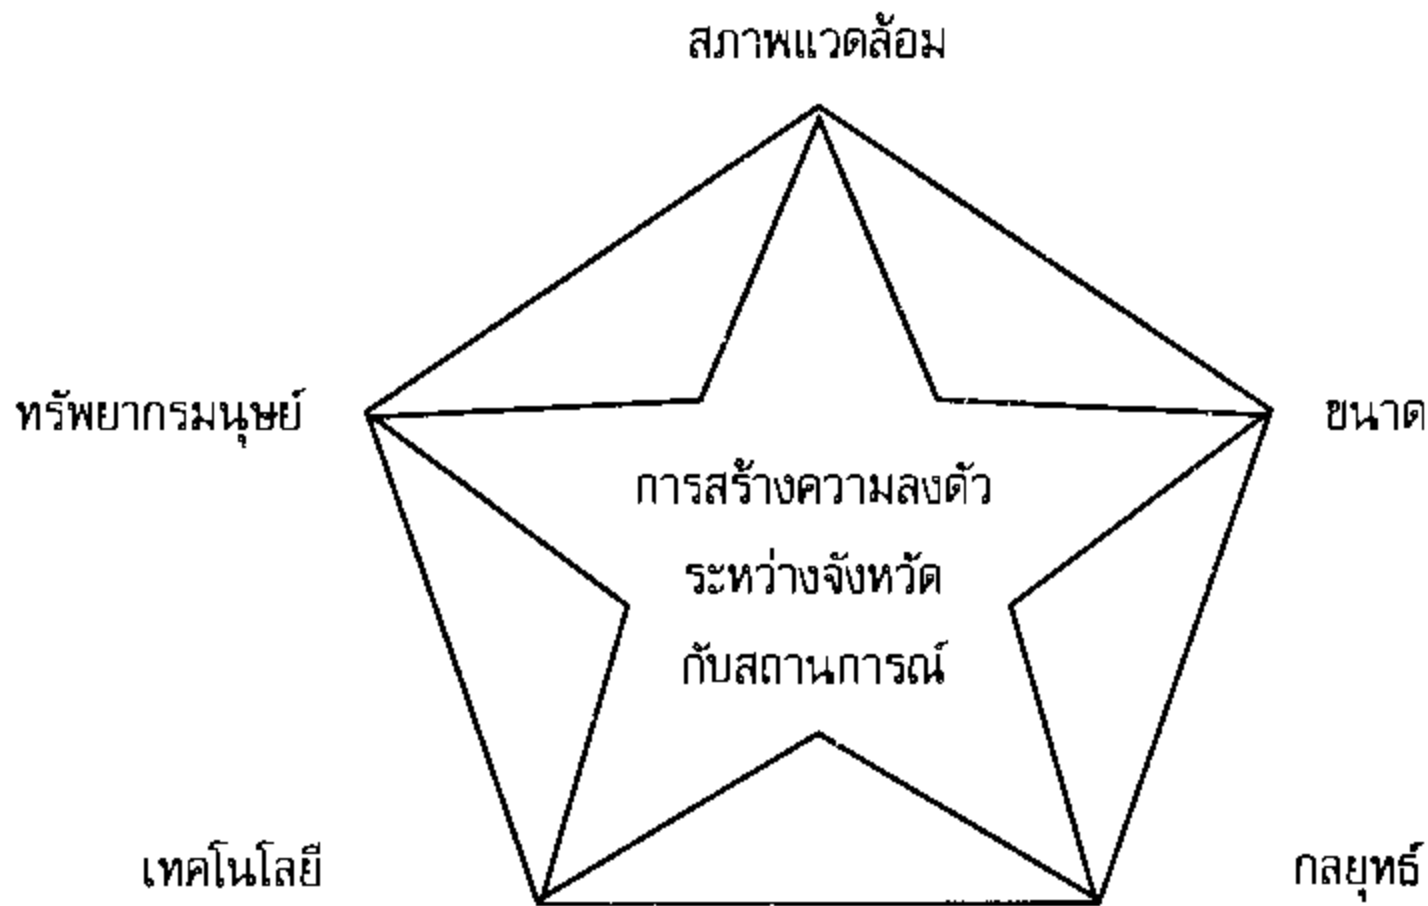 สภาพแวดล้อม
ทรัพยากรมนุษย์
ขนาด
การสร้างความลงตัว
ระหว่างจังหวัด
กับสถานการณ์
เทคโนโลยี
กลยุทธ์